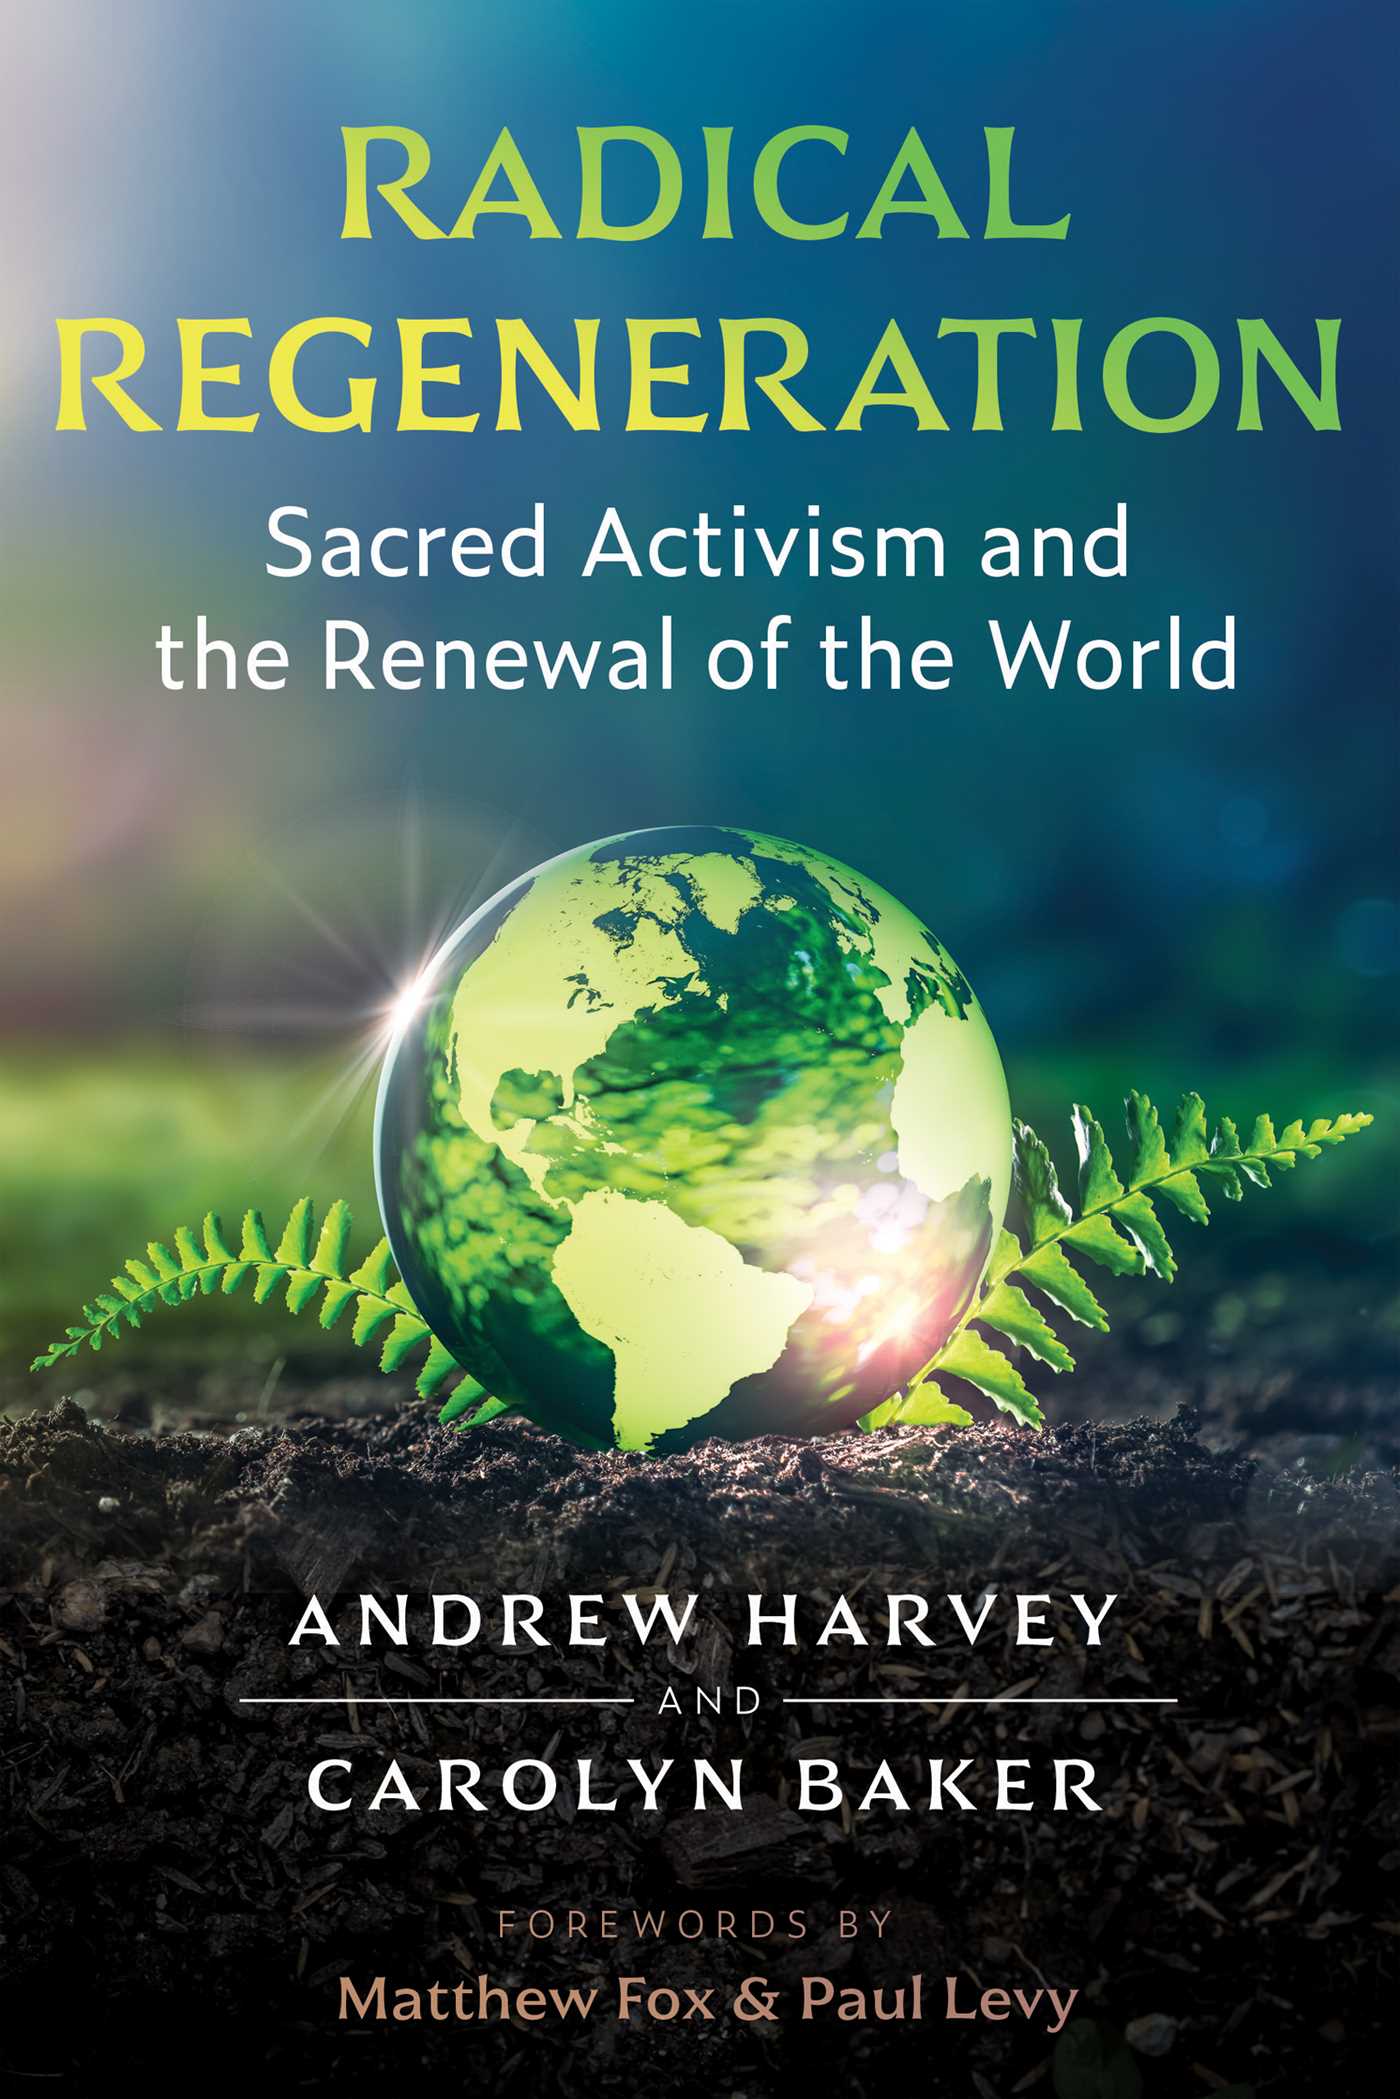 RADICAL
REGENERATION
Sacred Activism and
the Renewal of the World
ANDREW HARVEY
AND
CAROLYN BAKER
FOREWORDS BY
Matthew Fox & Paul Levy